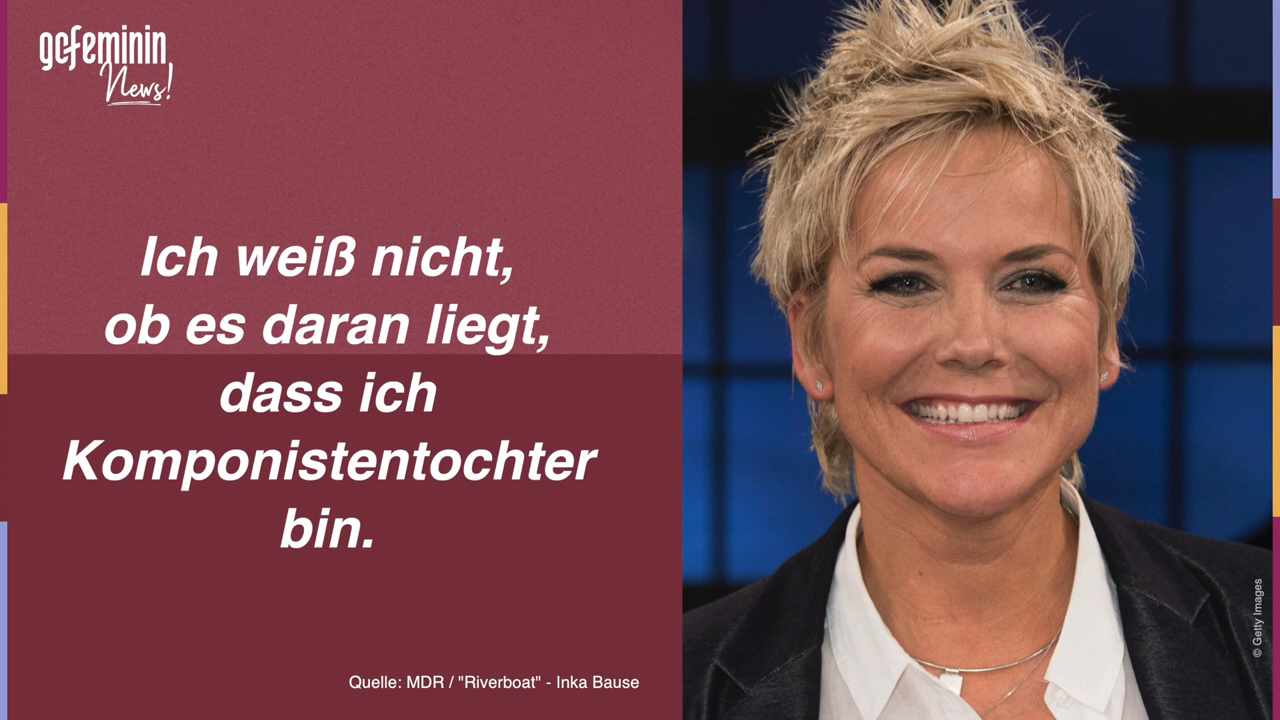 gofeminin
News!
Ich weiß nicht,
ob es daran liegt,
dass ich
Komponistentochter
bin.
Quelle: MDR / "Riverboat" - Inka Bause
© Getty Images